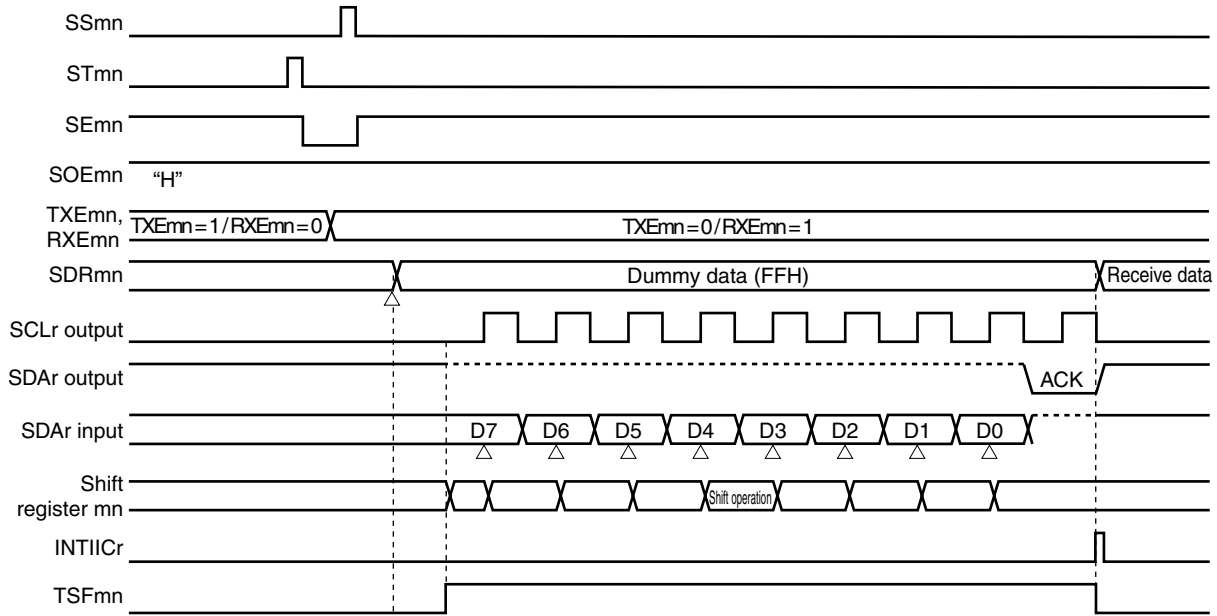 SSmn
STmn
SEmn
SOEmn “H”
TXEmn,
RXEmn
TXEmn=1/RXEmn=0 TXEmn=0/RXEmn=1
SDRmn Dummy data (FFH) Receive data
SCLr output
SDAr output ACK
SDAr input D7 D6 D5 D4 D3 D2 D1 D0
Shift
register mn
Shift operation
INTIICr
TSFmn